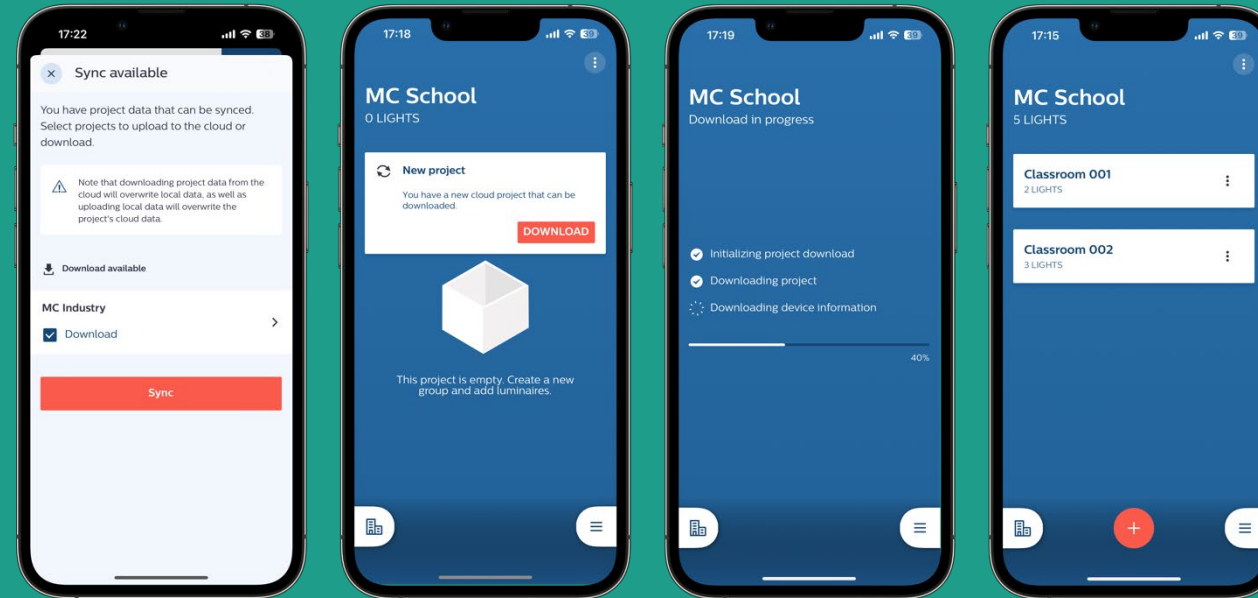 17:22
38
Sync available
You have project data that can be synced.
Select projects to upload to the cloud or
download.
Note that downloading project data from the
cloud will overwrite local data, as well as
uploading local data will overwrite the
project's cloud data.
Download available
MC Industry
Download
Sync
17:18
39
MC School
0 LIGHTS
New project
You have a new cloud project that can be
downloaded.
DOWNLOAD
This project is empty. Create a new
group and add luminaires.
17:19
39
MC School
Download in progress
Initializing project download
Downloading project
Downloading device information
40%
17:15
39
MC School
5 LIGHTS
Classroom 001
2 LIGHTS
Classroom 002
3 LIGHTS